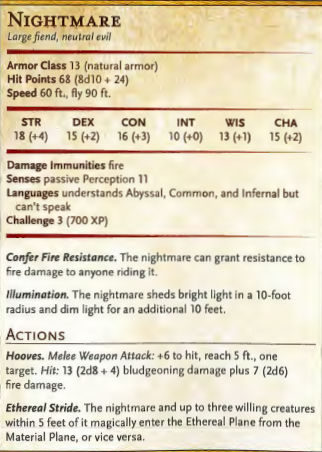 NIGHTMARE
Large fiend, neutral evil
Armor Class 13 (natural armor)
Hit Points 68 (8d10 + 24)
Speed 60 ft., fly 90 ft.
STR DEX CON INT WIS CHA
18 (+4) 15 (+2) 16 (+3) 10 (+0) 13 (+1) 15 (+2)
Damage Immunities fire
Senses passive Perception 11
Languages understands Abyssal, Common, and Infernal but
can't speak
Challenge 3 (700 XP)
Confer Fire Resistance. The nightmare can grant resistance to
fire damage to anyone riding it.
Illumination. The nightmare sheds bright light in a 10-foot
radius and dim light for an additional 10 feet.
ACTIONS
Hooves. Melee Weapon Attack: +6 to hit, reach 5 ft., one
target. Hit: 13 (2d8 + 4) bludgeoning damage plus 7 (2d6)
fire damage.
Ethereal Stride. The nightmare and up to three willing creatures
within 5 feet of it magically enter the Ethereal Plane from the
Material Plane, or vice versa.